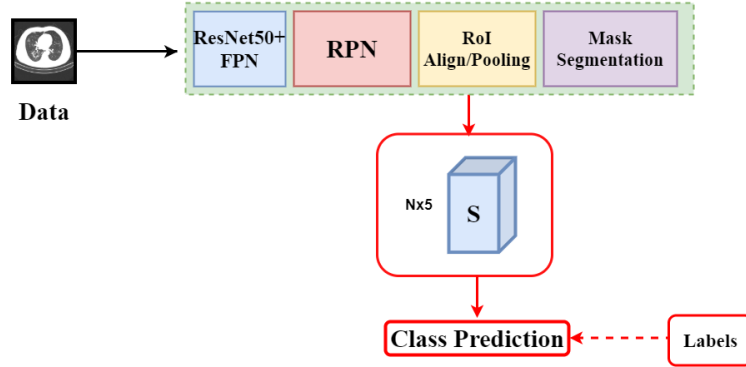 Data
ResNet50+
FPN
RPN
RoI
Align/Pooling
Mask
Segmentation
Nx5
S
Class Prediction
Labels